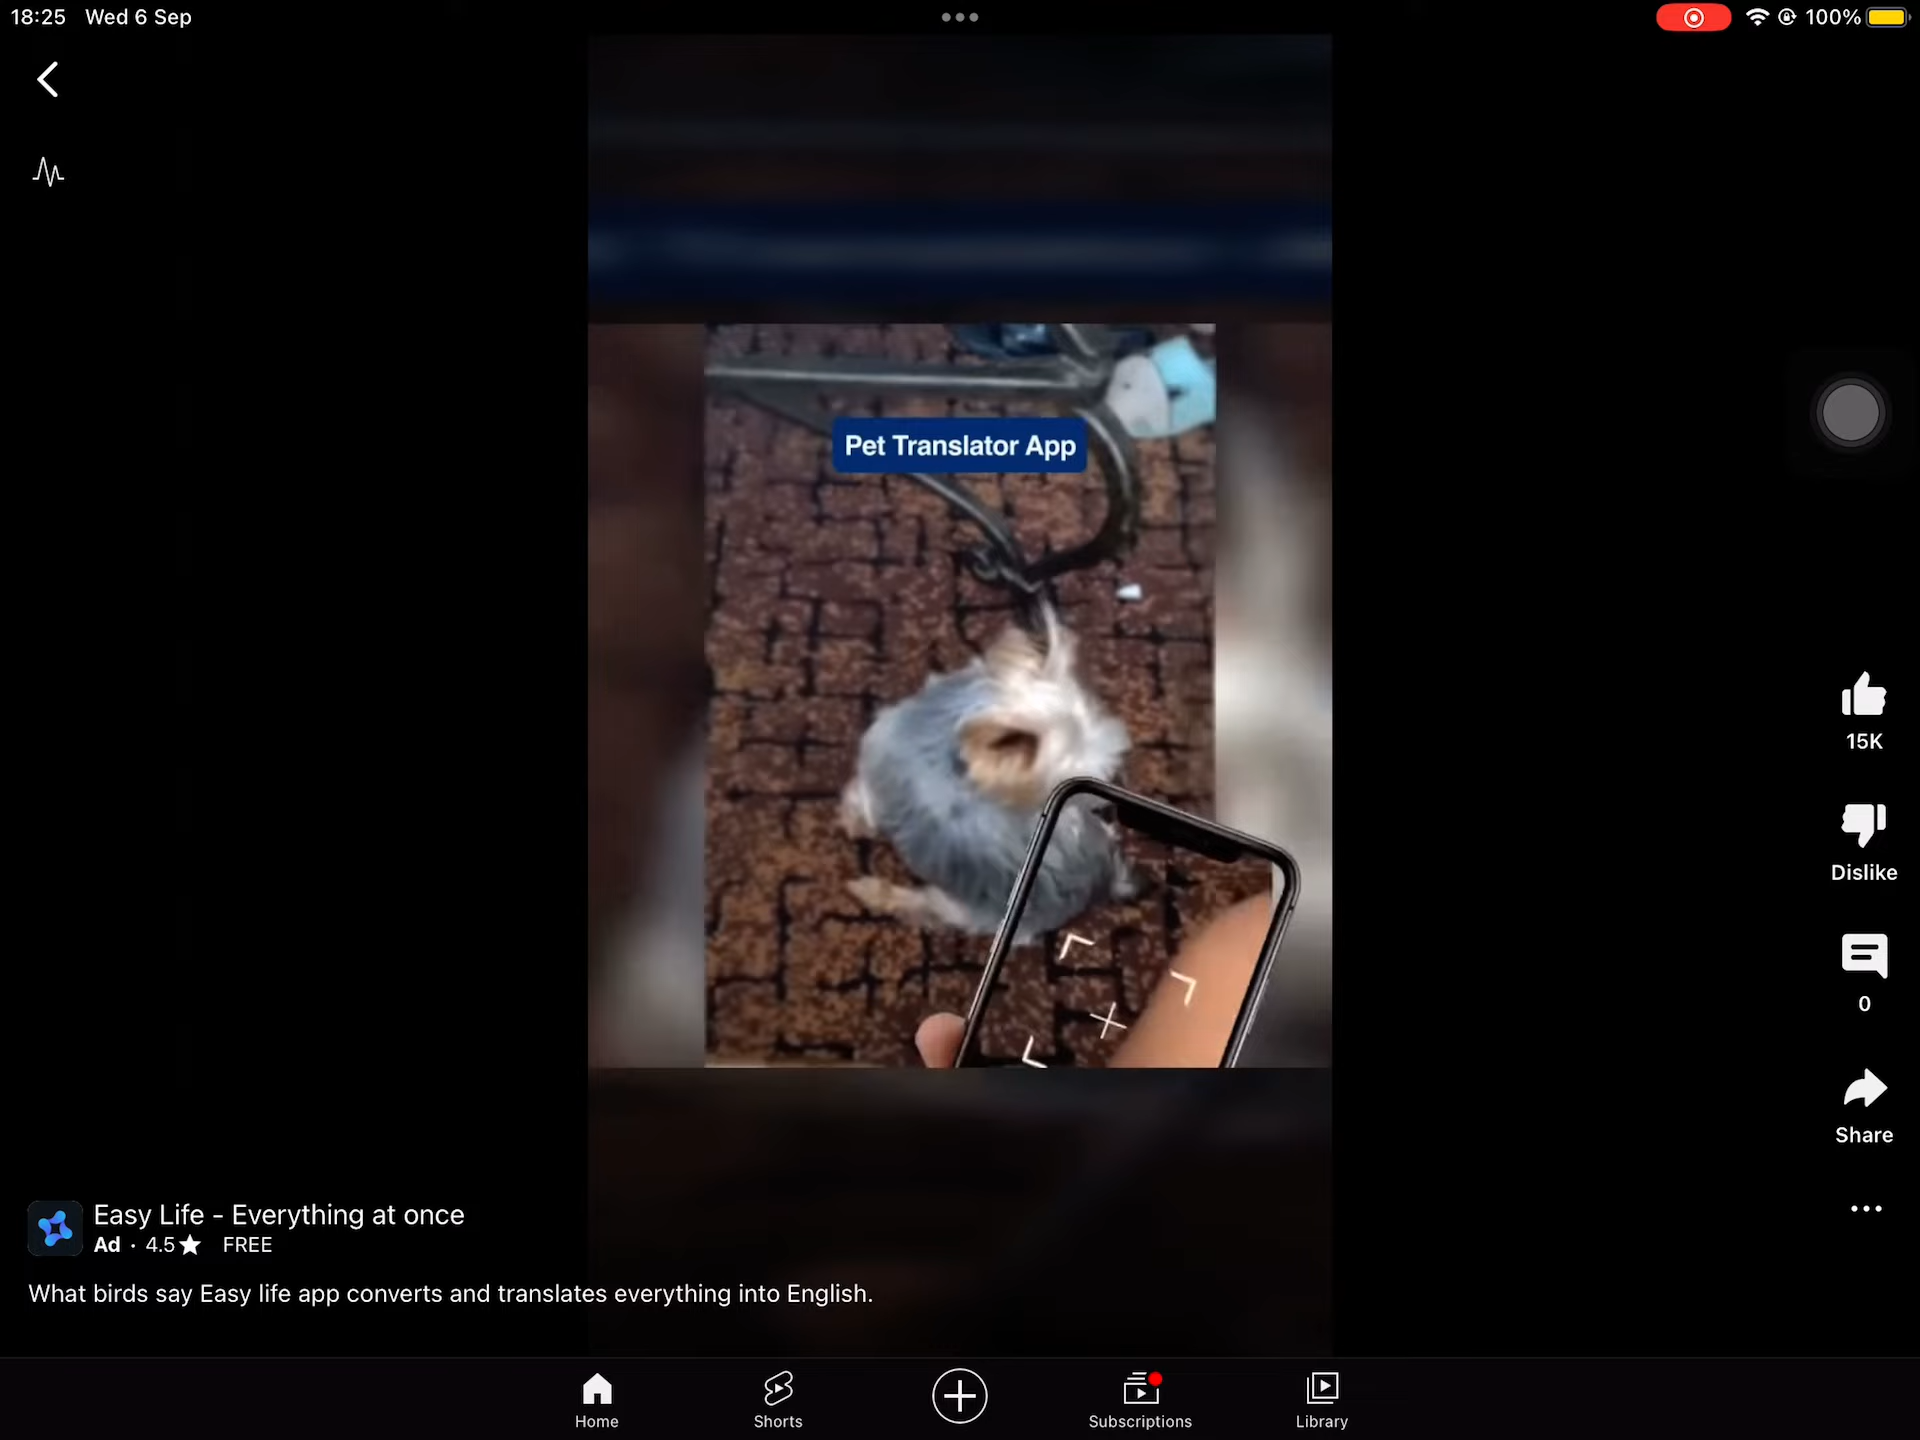 18:25 Wed 6 Sep
100%
Pet Translator App
15K
Dislike
0
Share
Easy Life - Everything at once
Ad · 4.5★ FREE
What birds say Easy life app converts and translates everything into English.
Home
Shorts
Subscriptions
Library